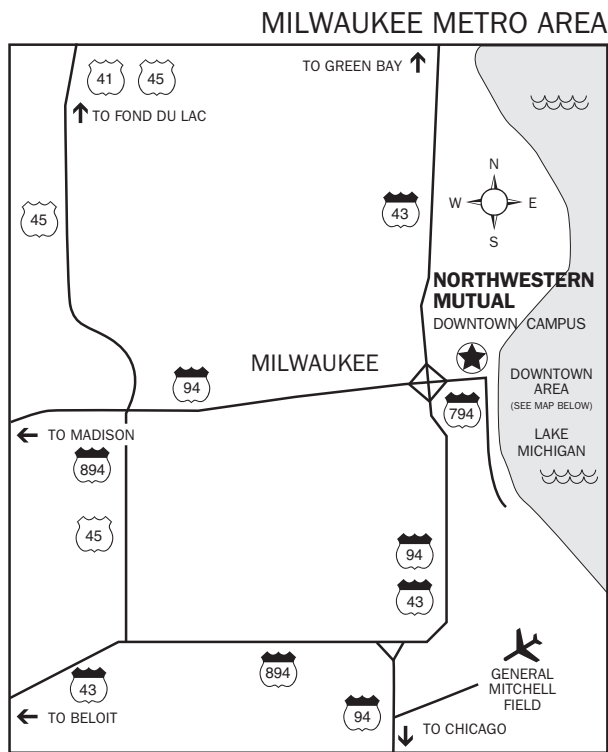 MILWAUKEE METRO AREA
41
45
TO GREEN BAY
TO FOND DU LAC
N
45
43
W
E
S
NORTHWESTERN
MUTUAL
DOWNTOWN CAMPUS
MILWAUKEE
94
DOWNTOWN
AREA
(SEE MAP BELOW)
794
TO MADISON
LAKE
MICHIGAN
894
45
94
43
894
GENERAL
MITCHELL
FIELD
43
94
TO BELOIT
TO CHICAGO